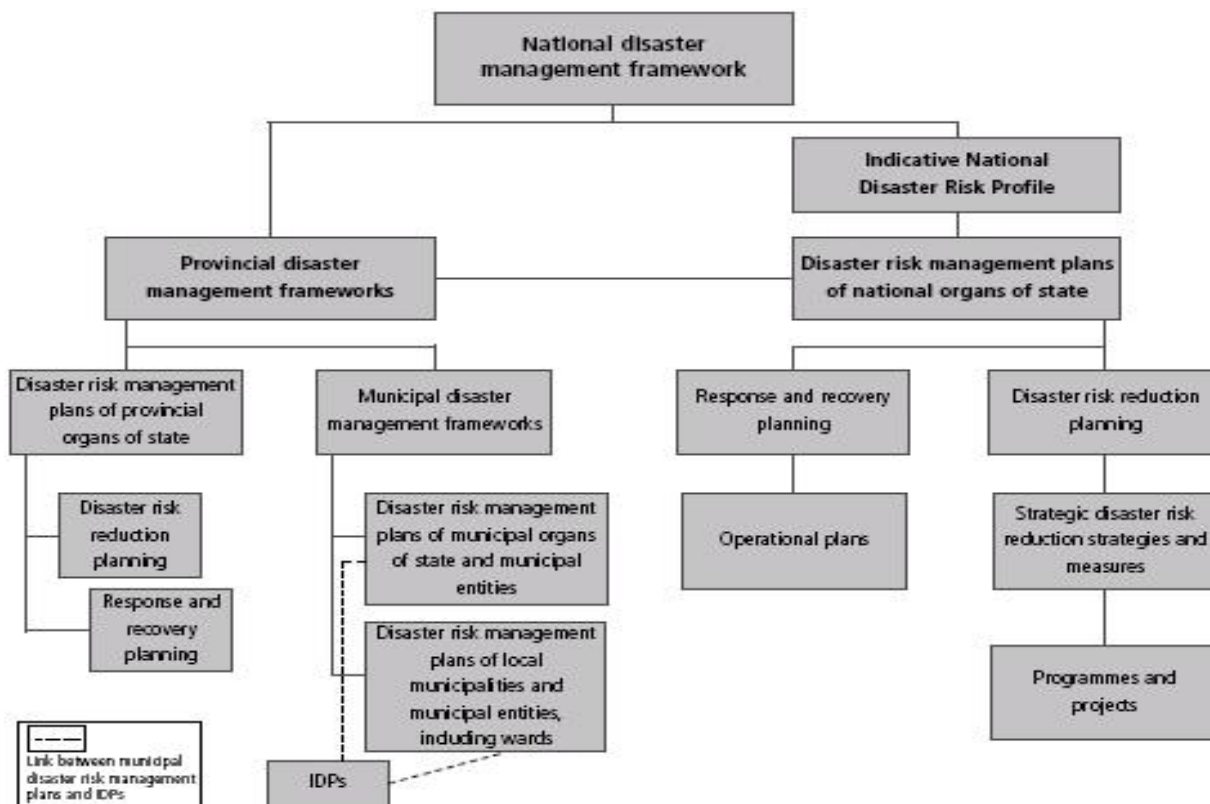 National disaster
management framework
Indicative National
Disaster Risk Profile
Provincial disaster
management frameworks
Disaster risk management plans
of national organs of state
Disaster risk management
plans of provincial
organs of state
Municipal disaster
management frameworks
Response and recovery
planning
Disaster risk reduction
planning
Disaster risk
reduction
planning
Disaster risk management
plans of municipal organs
of state and municipal
entities
Operational plans
Strategic disaster risk
reduction strategies and
measures
Response and
recovery
planning
Disaster risk management
plans of local
municipalities and
municipal entities,
including wards
Programmes and
projects
Link between municipal
disaster risk management
plans and IDPs
IDPs